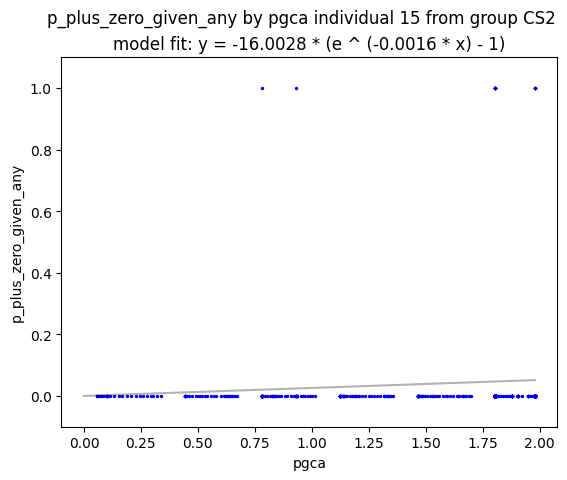 p_plus_zero_given_any by pgca individual 15 from group CS2
model fit: y = -16.0028 * (e ^ (-0.0016 * x) - 1)
1.0
0.8
0.6
0.4
0.2
0.0
p_plus_zero_given_any
0.00 0.25 0.50 0.75 1.00 1.25 1.50 1.75 2.00
pgca